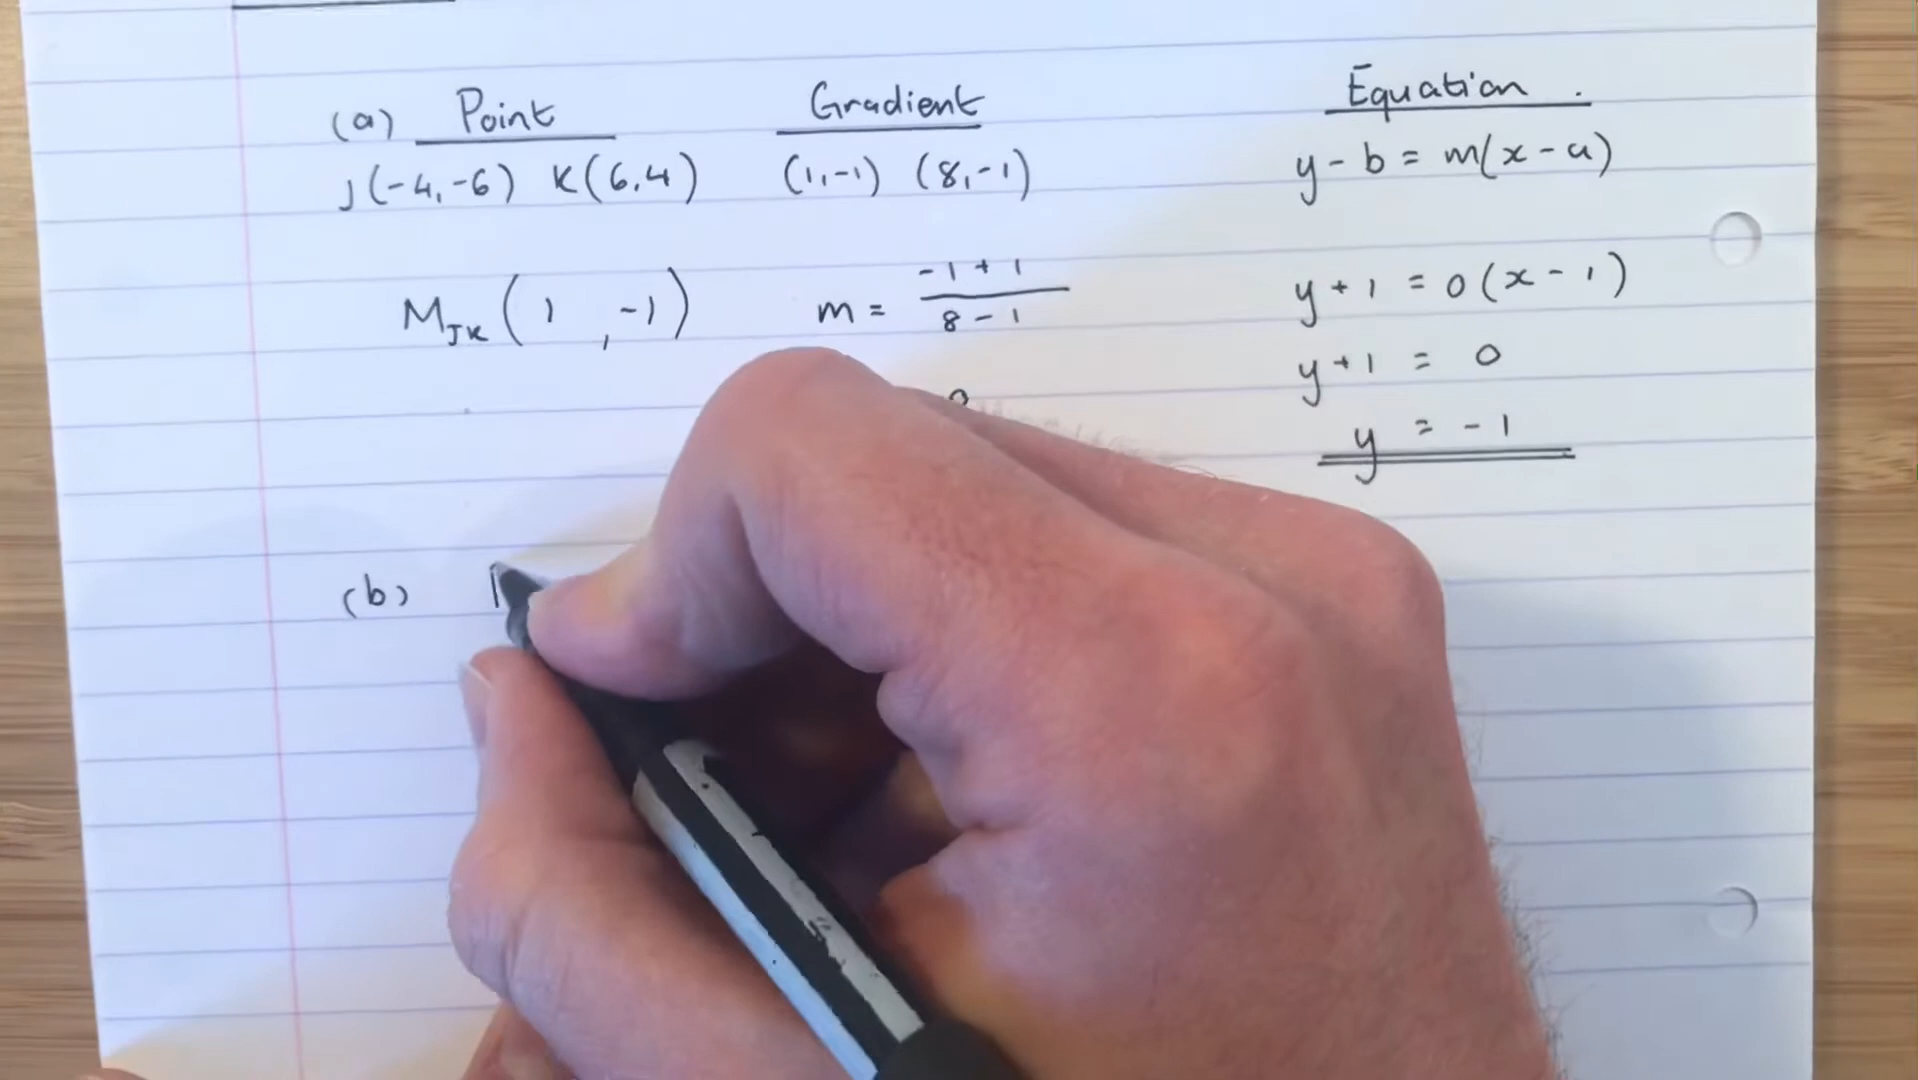 (a) Point Gradient Equation.
J(-4,-6) K(6,4) (1,-1) (8,-1) y - b = m(x - a)
M_JK (1, -1) m = (-1 + 1)/(8 - 1) y + 1 = 0(x - 1)
y + 1 = 0
y = -1
(b)